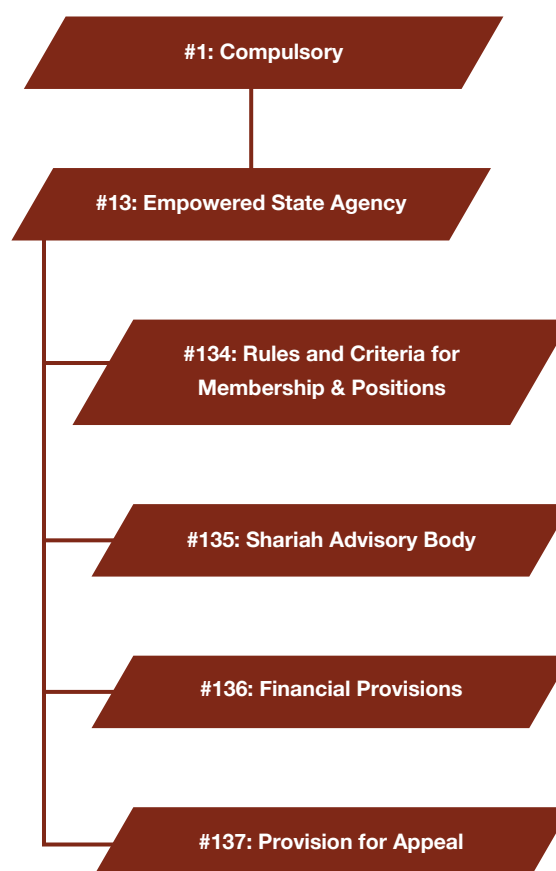 #1: Compulsory
#13: Empowered State Agency
#134: Rules and Criteria for
Membership & Positions
#135: Shariah Advisory Body
#136: Financial Provisions
#137: Provision for Appeal